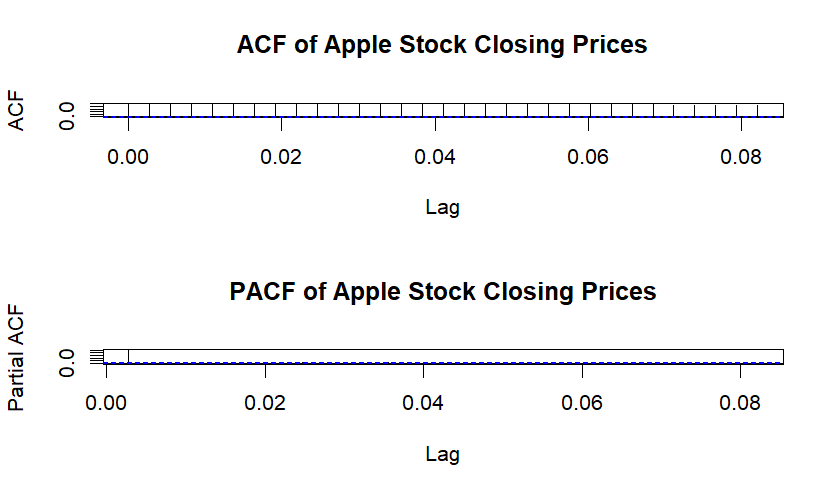 ACF of Apple Stock Closing Prices
ACF
0.0
0.00 0.02 0.04 0.06 0.08
Lag
PACF of Apple Stock Closing Prices
Partial ACF
0.0
0.00 0.02 0.04 0.06 0.08
Lag